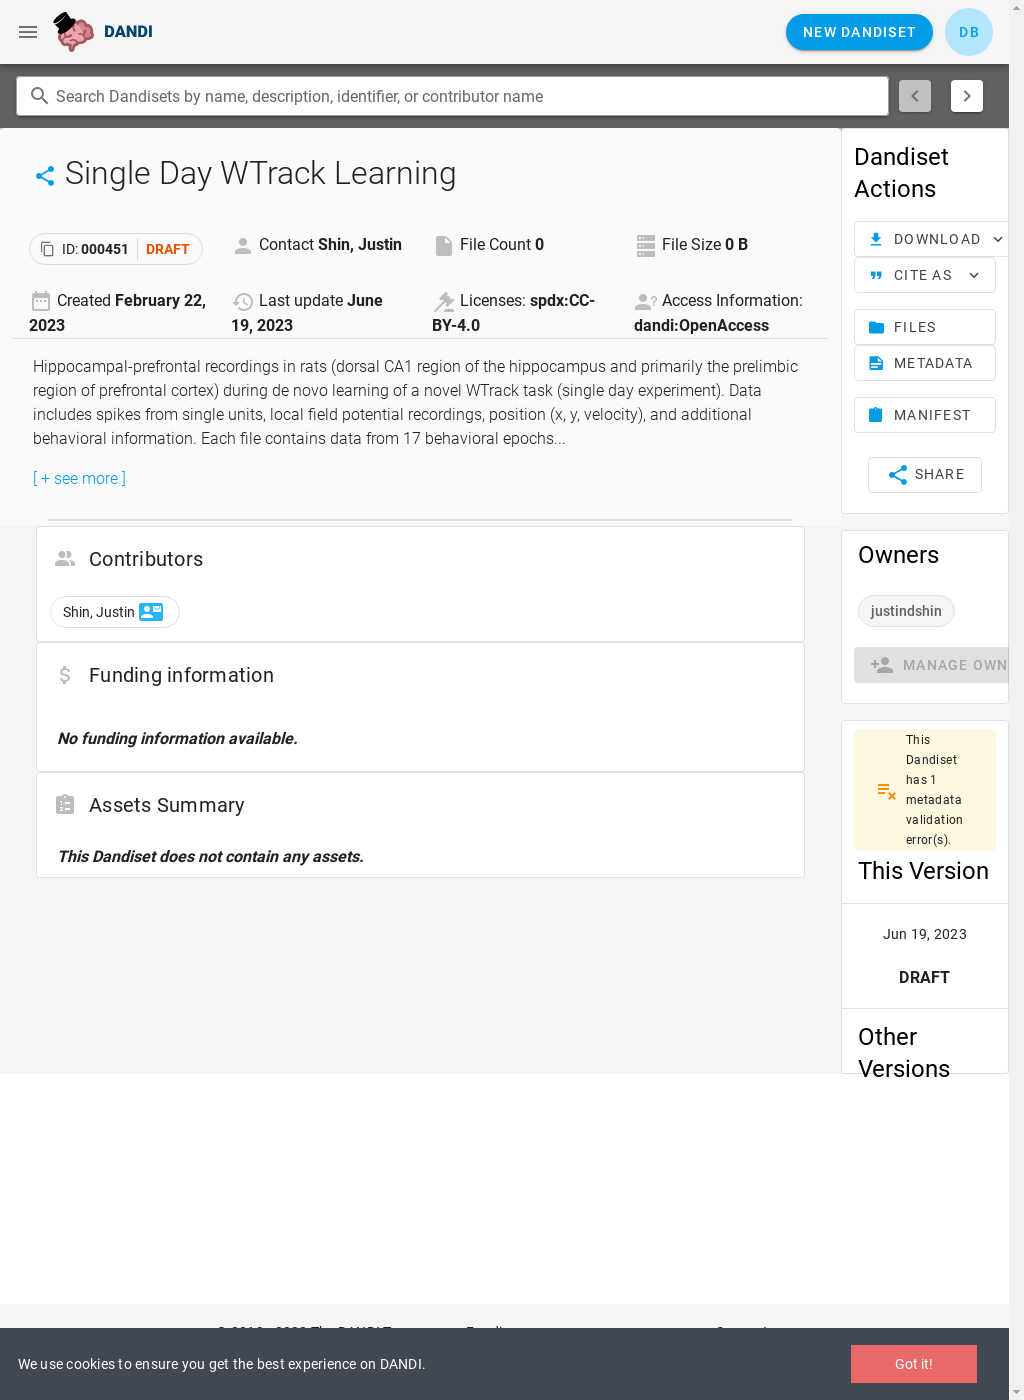 DANDI
NEW DANDISET
DB
Search Dandisets by name, description, identifier, or contributor name
Single Day WTrack Learning
ID: 000451 DRAFT
Contact Shin, Justin
File Count 0
File Size 0 B
Created February 22,
2023
Last update June
19, 2023
Licenses: spdx:CC-
BY-4.0
Access Information:
dandi:OpenAccess
Hippocampal-prefrontal recordings in rats (dorsal CA1 region of the hippocampus and primarily the prelimbic
region of prefrontal cortex) during de novo learning of a novel WTrack task (single day experiment). Data
includes spikes from single units, local field potential recordings, position (x, y, velocity), and additional
behavioral information. Each file contains data from 17 behavioral epochs...
[ + see more ]
Contributors
Shin, Justin
Funding information
No funding information available.
Assets Summary
This Dandiset does not contain any assets.
Dandiset
Actions
DOWNLOAD
CITE AS
FILES
METADATA
MANIFEST
SHARE
Owners
justindshin
MANAGE OWN
This
Dandiset
has 1
metadata
validation
error(s).
This Version
Jun 19, 2023
DRAFT
Other
Versions
We use cookies to ensure you get the best experience on DANDI.
Got it!